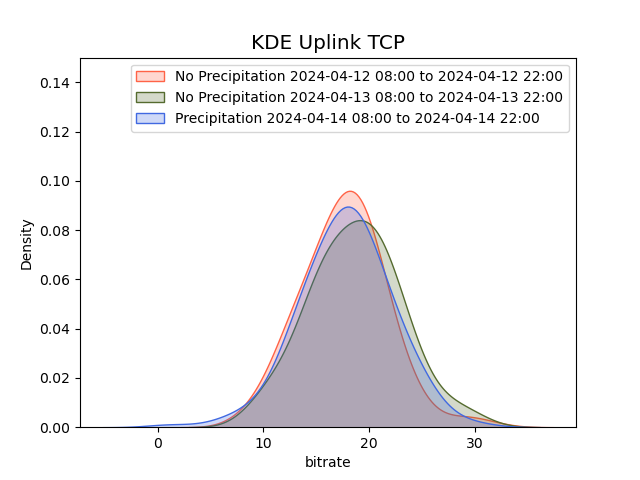 KDE Uplink TCP
No Precipitation 2024-04-12 08:00 to 2024-04-12 22:00
No Precipitation 2024-04-13 08:00 to 2024-04-13 22:00
Precipitation 2024-04-14 08:00 to 2024-04-14 22:00
0.14
0.12
0.10
0.08
0.06
0.04
0.02
0.00
Density
0 10 20 30
bitrate